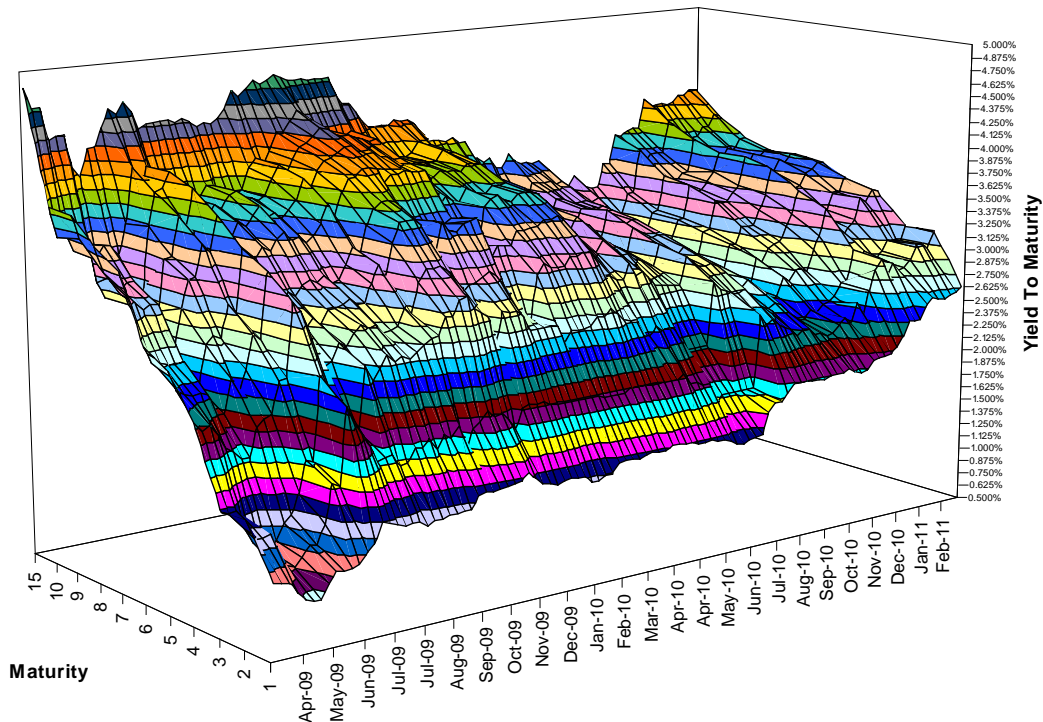 5.000%
4.875%
4.750%
4.625%
4.500%
4.375%
4.250%
4.125%
4.000%
3.875%
3.750%
3.625%
3.500%
3.375%
3.250%
3.125%
3.000%
2.875%
2.750%
2.625%
2.500%
2.375%
2.250%
2.125%
2.000%
1.875%
1.750%
1.625%
1.500%
1.375%
1.250%
1.125%
1.000%
0.875%
0.750%
0.625%
0.500%
Yield To Maturity
15
10
9
8
7
6
5
4
3
2
1
Maturity
Apr-09
May-09
Jun-09
Jul-09
Jul-09
Aug-09
Sep-09
Oct-09
Nov-09
Dec-09
Jan-10
Feb-10
Mar-10
Apr-10
Apr-10
May-10
Jun-10
Jul-10
Aug-10
Sep-10
Oct-10
Nov-10
Dec-10
Jan-11
Feb-11